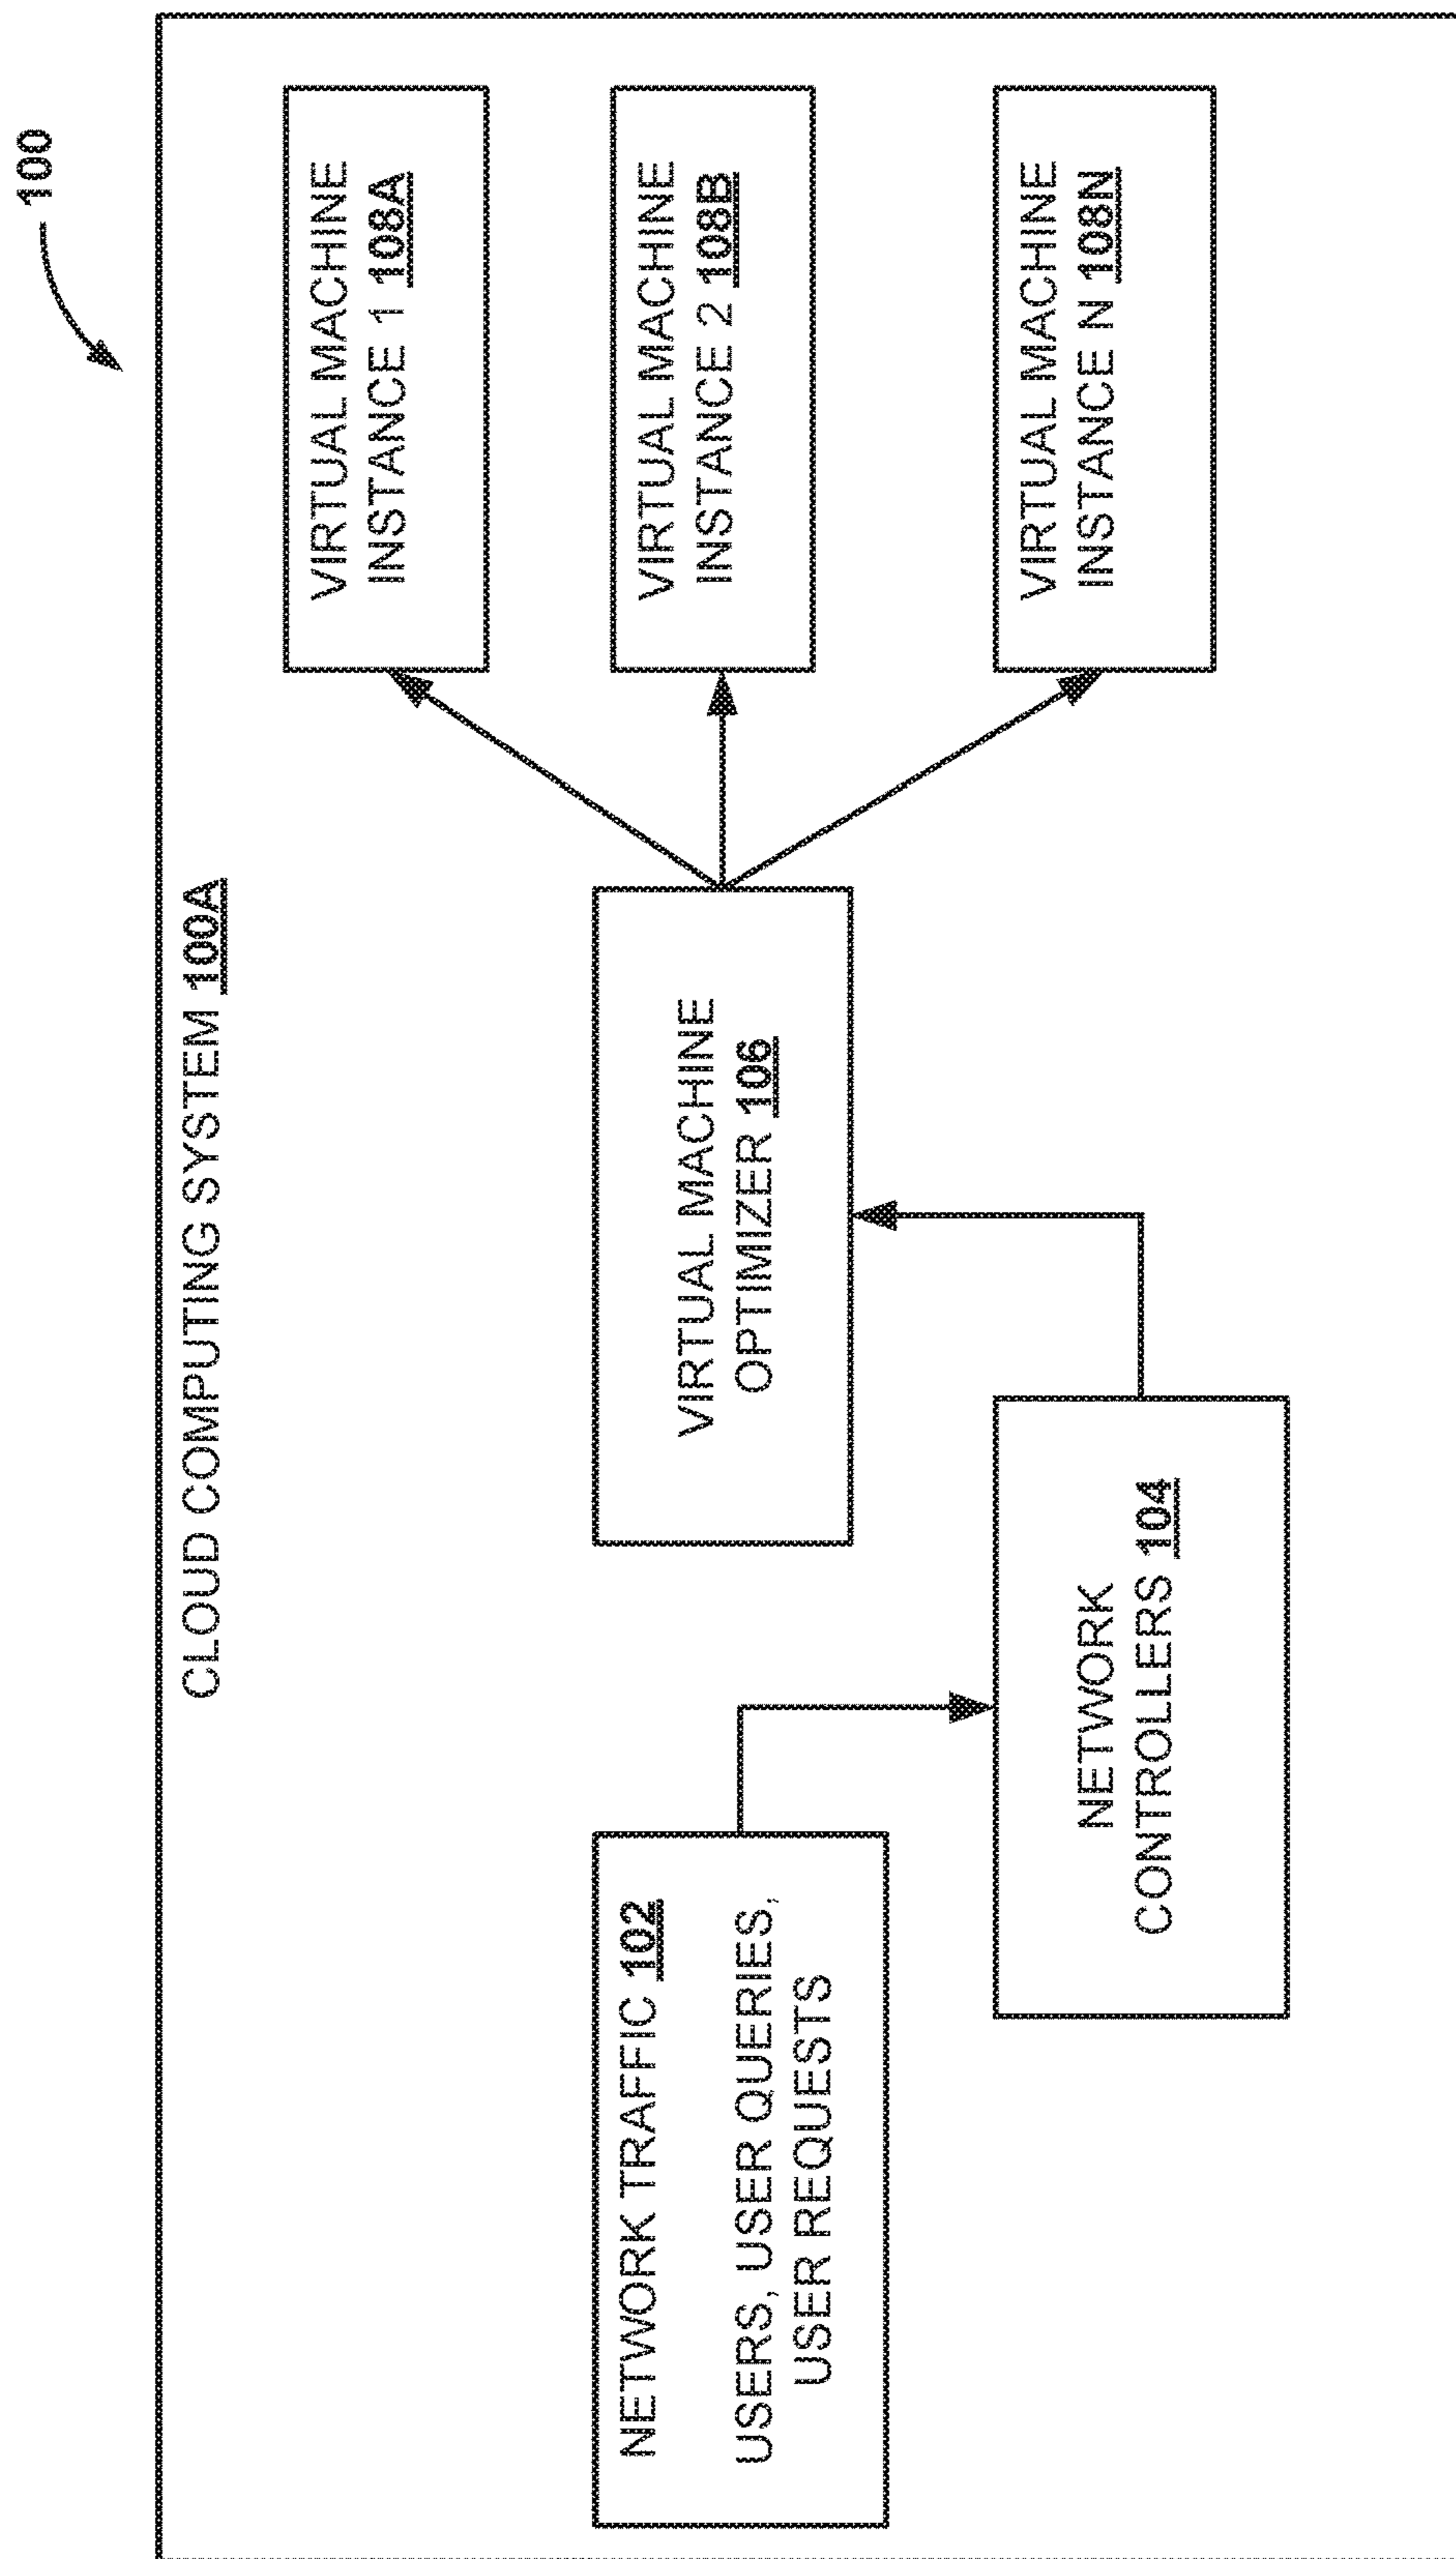 100
CLOUD COMPUTING SYSTEM 100A
NETWORK TRAFFIC 102
USERS, USER QUERIES,
USER REQUESTS
NETWORK
CONTROLLERS 104
VIRTUAL MACHINE
OPTIMIZER 106
VIRTUAL MACHINE
INSTANCE 1 108A
VIRTUAL MACHINE
INSTANCE 2 108B
VIRTUAL MACHINE
INSTANCE N 108N